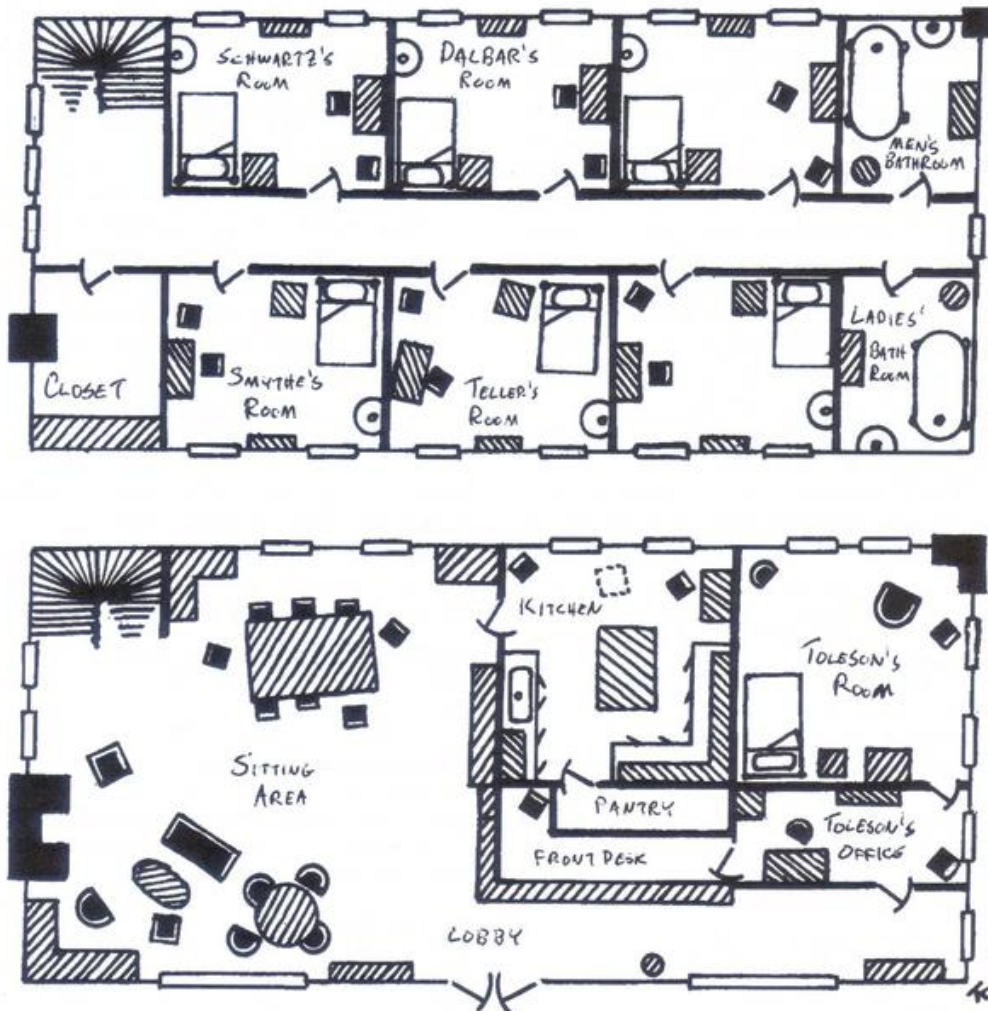 SCHWARTZ'S
ROOM
DALBAR'S
ROOM
MEN'S
BATHROOM
CLOSET
SMYTHE'S
ROOM
TELLER'S
ROOM
LADIES'
BATH
ROOM
KITCHEN
TOLESON'S
ROOM
SITTING
AREA
PANTRY
FRONT DESK
TOLESON'S
OFFICE
LOBBY